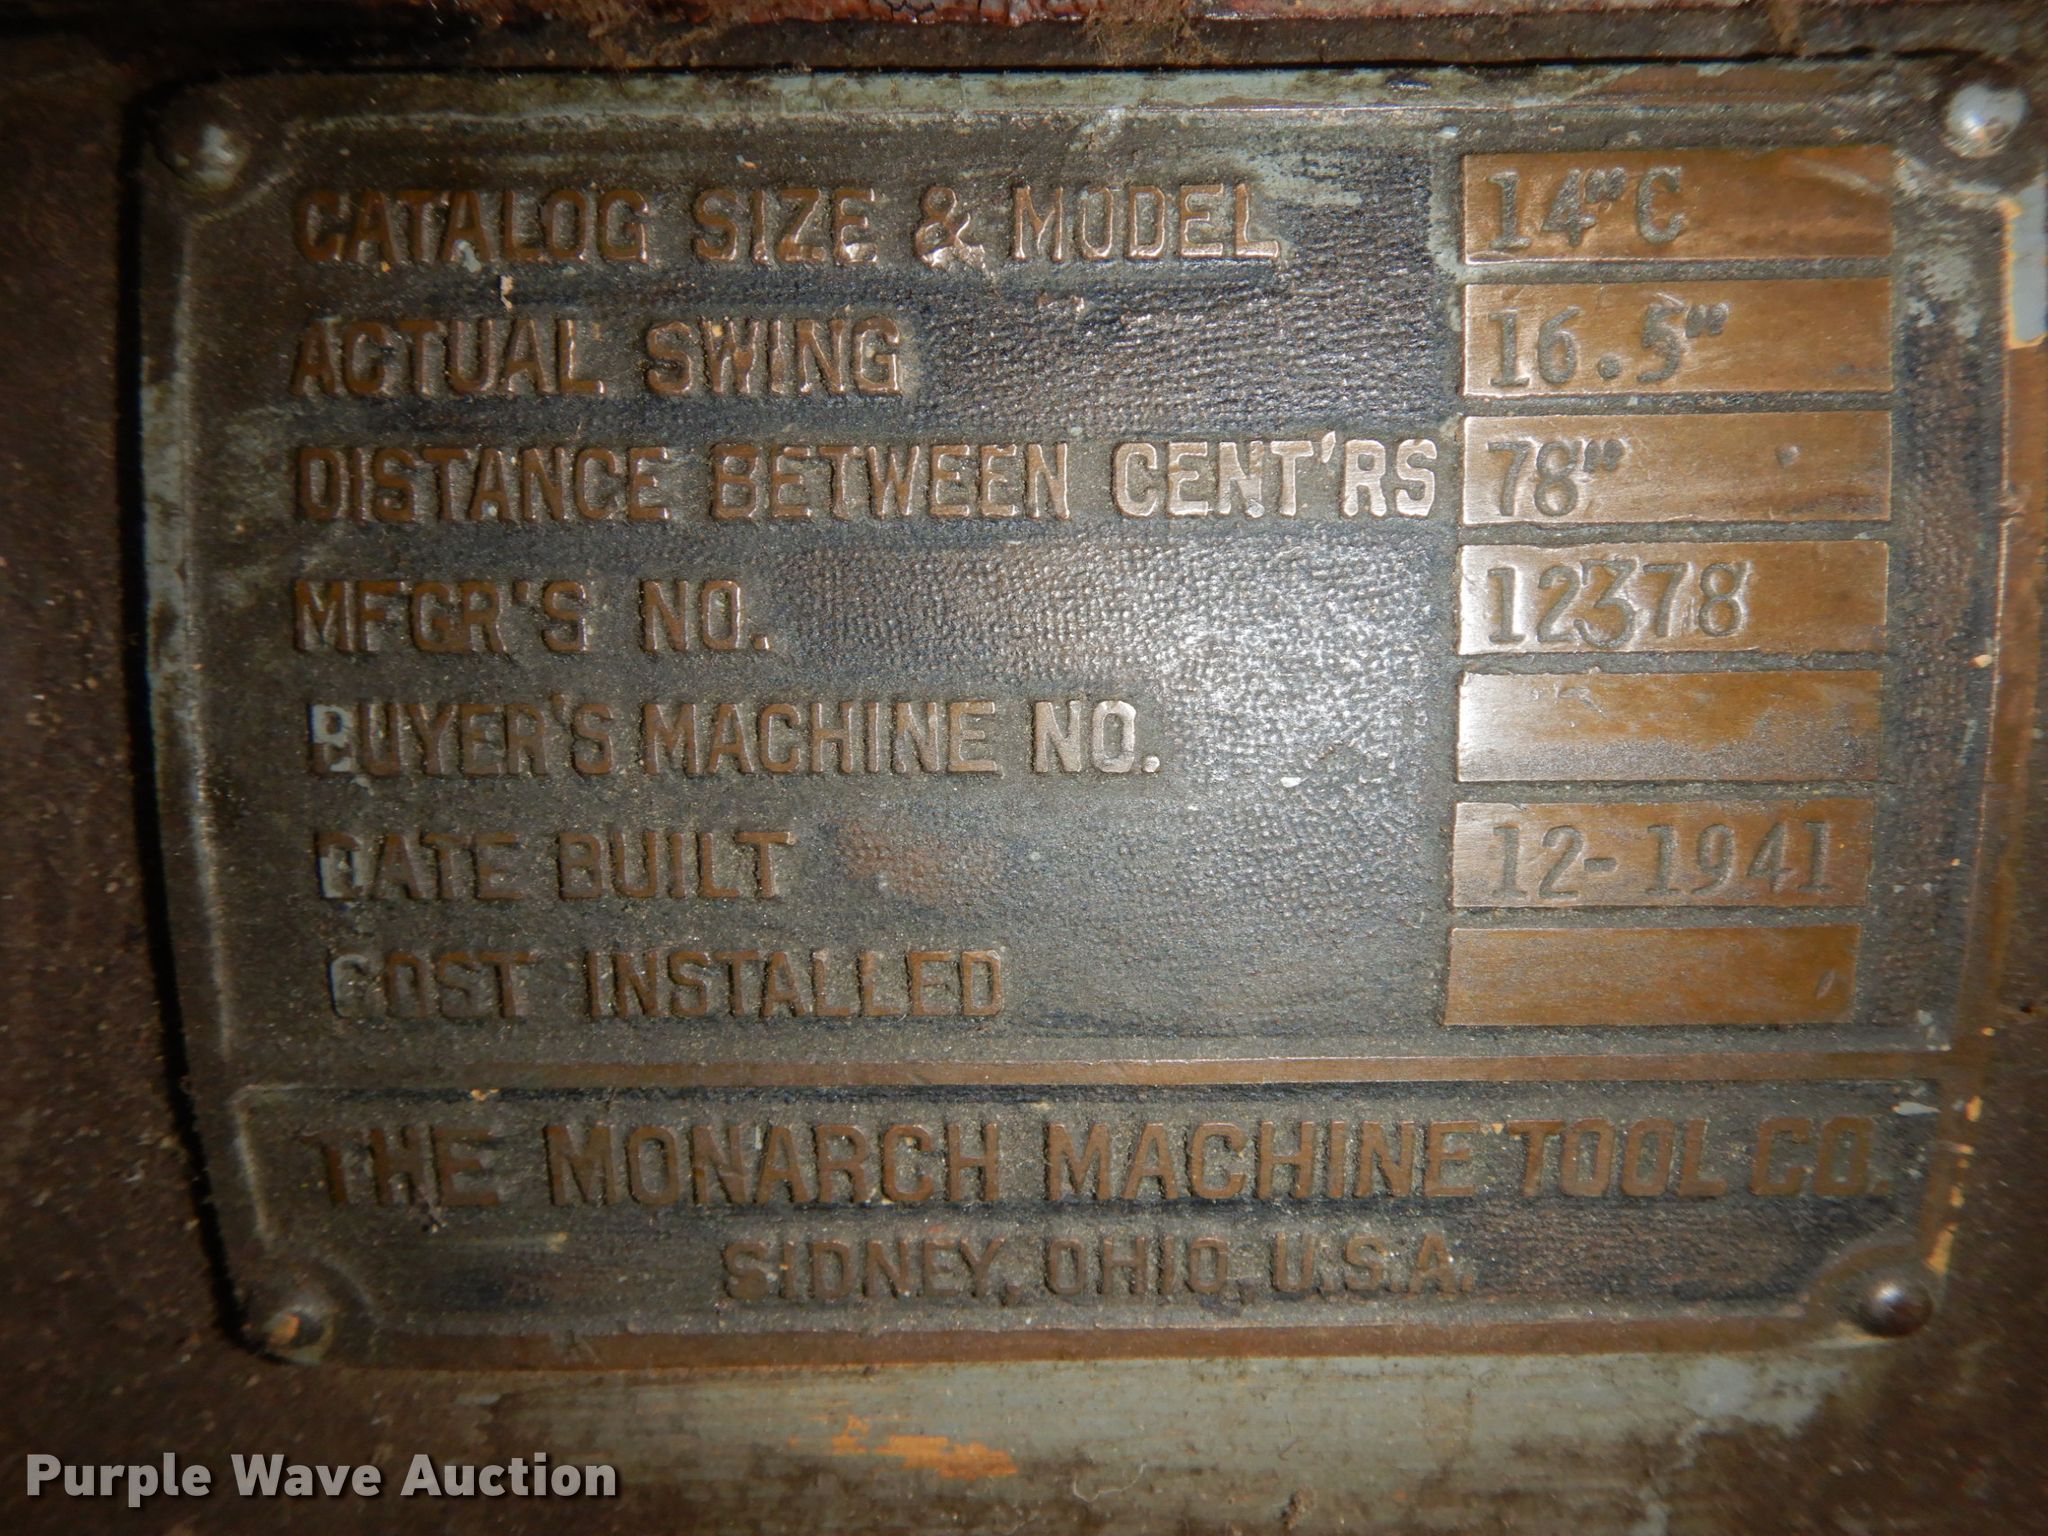 CATALOG SIZE & MODEL 14"C
ACTUAL SWING 16.5"
DISTANCE BETWEEN CENT'RS 78"
MFGR'S NO. 12378
BUYER'S MACHINE NO.
DATE BUILT 12-1941
COST INSTALLED
THE MONARCH MACHINE TOOL CO.
SIDNEY, OHIO, U.S.A.
Purple Wave Auction